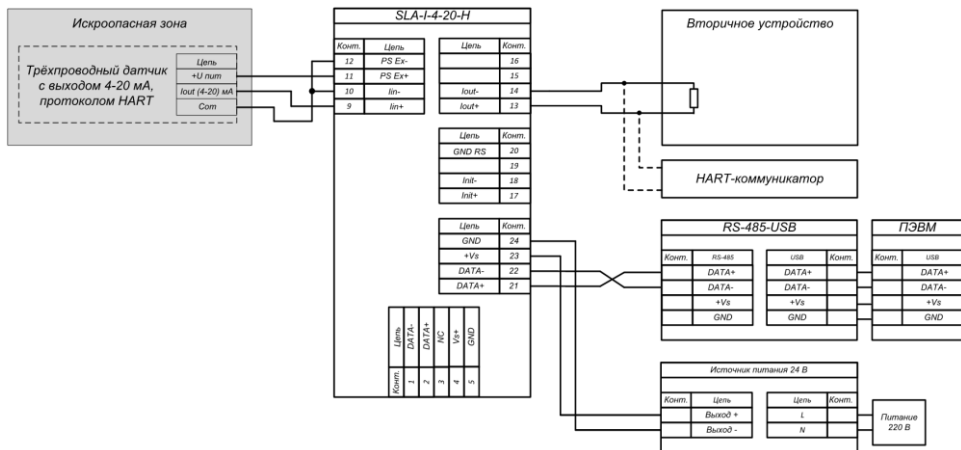 Искроопасная зона
Трёхпроводный датчик
с выходом 4-20 мА,
протоколом HART
Цепь
+U пит
Iout (4-20) мА
Com
SLA-I-4-20-H
Конт. Цепь
12 PS Ex-
11 PS Ex+
10 Iin-
9 Iin+
Цепь Конт.
16
15
Iout- 14
Iout+ 13
Цепь Конт.
GND RS 20
19
Init- 18
Init+ 17
Цепь Конт.
GND 24
+Vs 23
DATA- 22
DATA+ 21
Конт. Цепь
1 DATA-
2 DATA+
3 NC
4 Vs+
5 GND
Вторичное устройство
HART-коммуникатор
RS-485-USB
Конт. RS-485
DATA+
DATA-
+Vs
GND
USB Конт.
DATA+
DATA-
+Vs
GND
ПЭВМ
Конт. USB
DATA+
DATA-
+Vs
GND
Источник питания 24 В
Конт. Цепь
Выход +
Выход -
Цепь Конт.
L
N
Питание
220 В